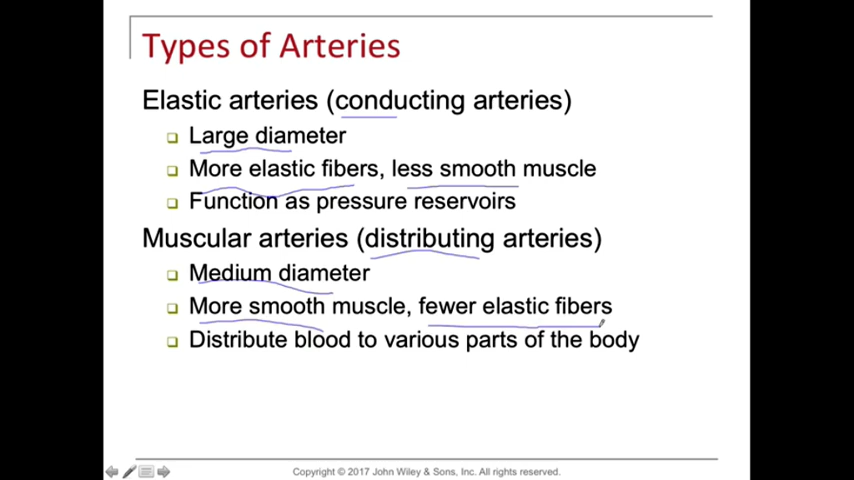 Types of Arteries
Elastic arteries (conducting arteries)
Large diameter
More elastic fibers, less smooth muscle
Function as pressure reservoirs
Muscular arteries (distributing arteries)
Medium diameter
More smooth muscle, fewer elastic fibers
Distribute blood to various parts of the body
Copyright © 2017 John Wiley & Sons, Inc. All rights reserved.